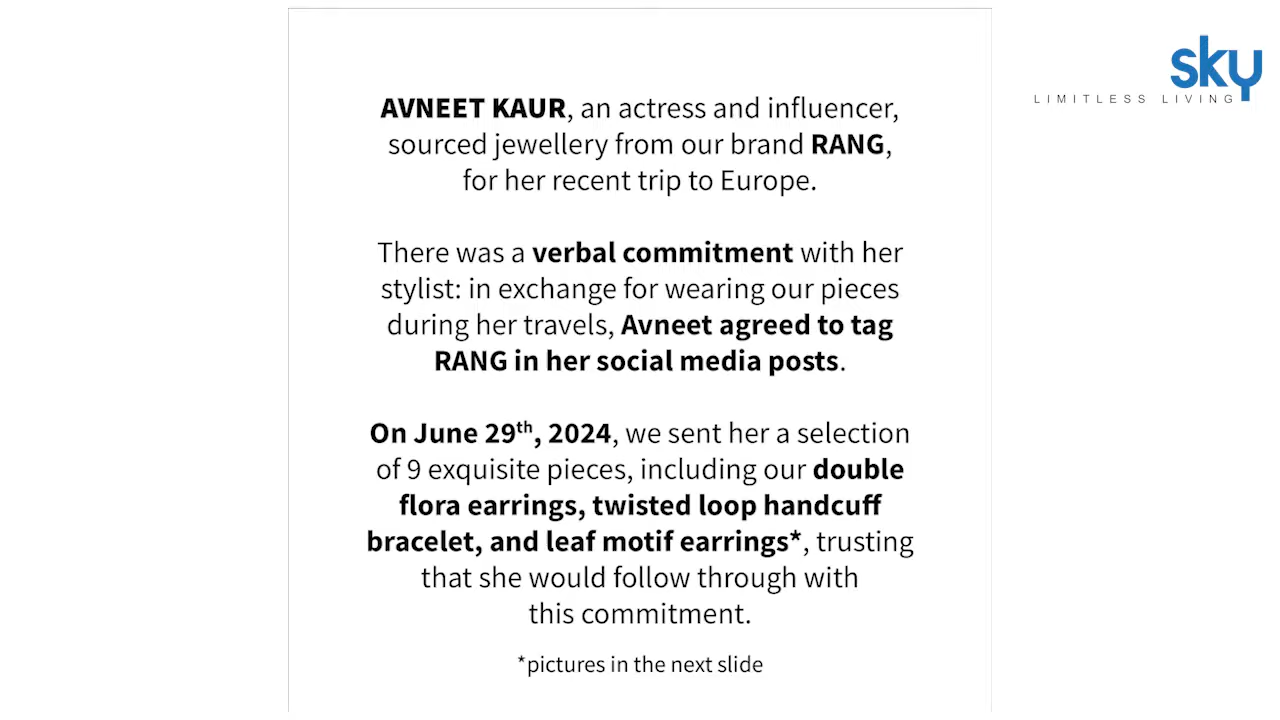 sky
LIMITLESS LIVING
AVNEET KAUR, an actress and influencer,
sourced jewellery from our brand RANG,
for her recent trip to Europe.
There was a verbal commitment with her
stylist: in exchange for wearing our pieces
during her travels, Avneet agreed to tag
RANG in her social media posts.
On June 29th, 2024, we sent her a selection
of 9 exquisite pieces, including our double
flora earrings, twisted loop handcuff
bracelet, and leaf motif earrings*, trusting
that she would follow through with
this commitment.
*pictures in the next slide